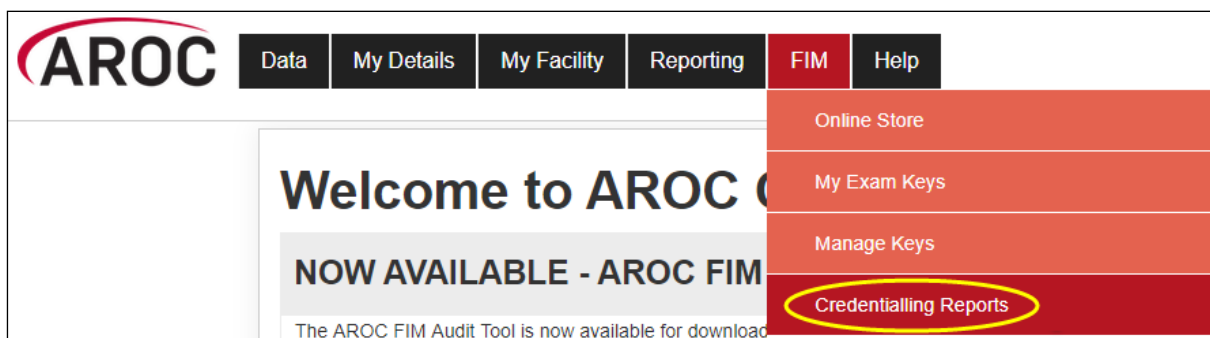 AROC
Data My Details My Facility Reporting FIM Help
Online Store
My Exam Keys
Manage Keys
Credentialling Reports
Welcome to AROC
NOW AVAILABLE - AROC FIM
The AROC FIM Audit Tool is now available for download